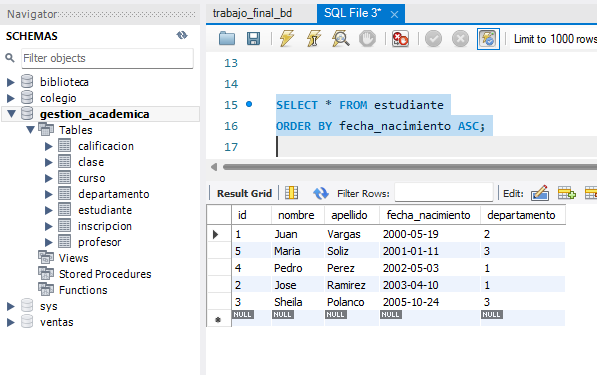 Navigator
SCHEMAS
Filter objects
biblioteca
colegio
gestion_academica
Tables
calificacion
clase
curso
departamento
estudiante
inscripcion
profesor
Views
Stored Procedures
Functions
sys
ventas
trabajo_final_bd SQL File 3*
Limit to 1000 rows
13
14
15 SELECT * FROM estudiante
16 ORDER BY fecha_nacimiento ASC;
17
Result Grid Filter Rows: Edit:
id nombre apellido fecha_nacimiento departamento
1 Juan Vargas 2000-05-19 2
5 Maria Soliz 2001-01-11 3
4 Pedro Perez 2002-05-03 1
2 Jose Ramirez 2003-04-10 1
3 Sheila Polanco 2005-10-24 3
NULL NULL NULL NULL NULL